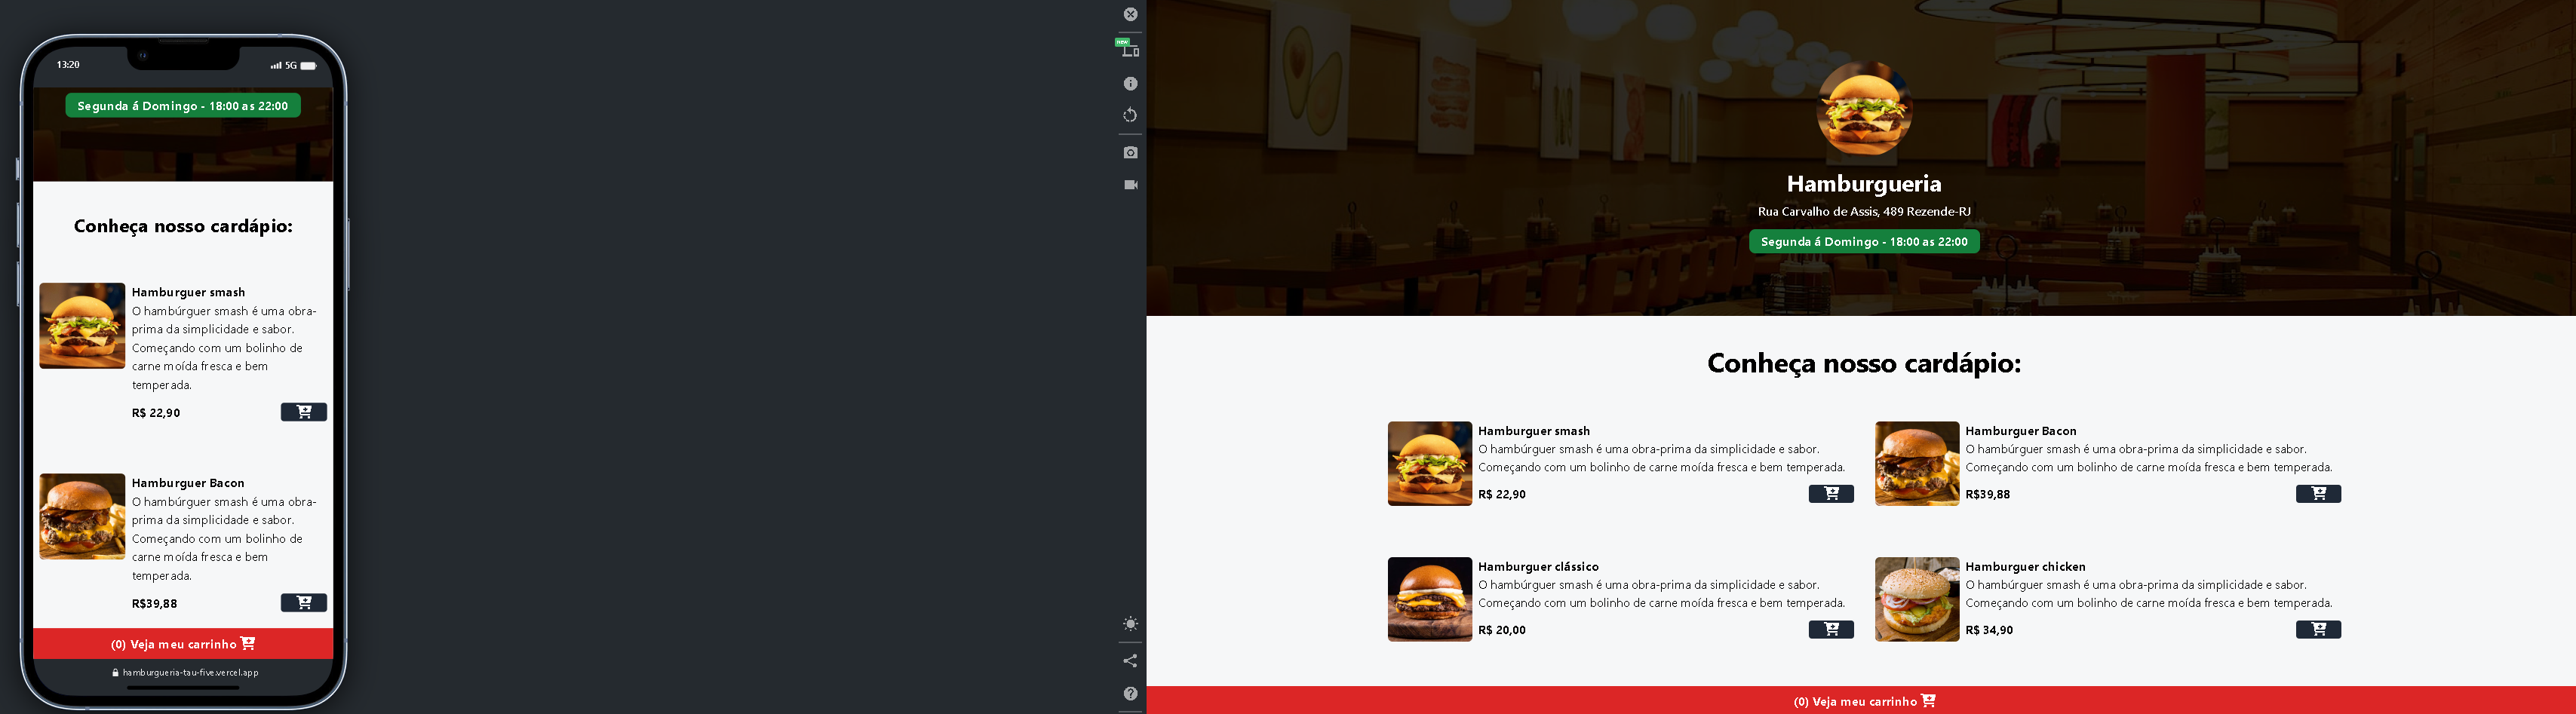 13:20
5G
Segunda á Domingo - 18:00 as 22:00
Conheça nosso cardápio:
Hamburguer smash
O hambúrguer smash é uma obra-
prima da simplicidade e sabor.
Começando com um bolinho de
carne moída fresca e bem
temperada.
R$ 22,90
Hamburguer Bacon
O hambúrguer smash é uma obra-
prima da simplicidade e sabor.
Começando com um bolinho de
carne moída fresca e bem
temperada.
R$39,88
(0) Veja meu carrinho
hamburgueria-tau-five.vercel.app
NEW
Hamburgueria
Rua Carvalho de Assis, 489 Rezende-RJ
Segunda á Domingo - 18:00 as 22:00
Conheça nosso cardápio:
Hamburguer smash
O hambúrguer smash é uma obra-prima da simplicidade e sabor.
Começando com um bolinho de carne moída fresca e bem temperada.
R$ 22,90
Hamburguer Bacon
O hambúrguer smash é uma obra-prima da simplicidade e sabor.
Começando com um bolinho de carne moída fresca e bem temperada.
R$39,88
Hamburguer clássico
O hambúrguer smash é uma obra-prima da simplicidade e sabor.
Começando com um bolinho de carne moída fresca e bem temperada.
R$ 20,00
Hamburguer chicken
O hambúrguer smash é uma obra-prima da simplicidade e sabor.
Começando com um bolinho de carne moída fresca e bem temperada.
R$ 34,90
(0) Veja meu carrinho